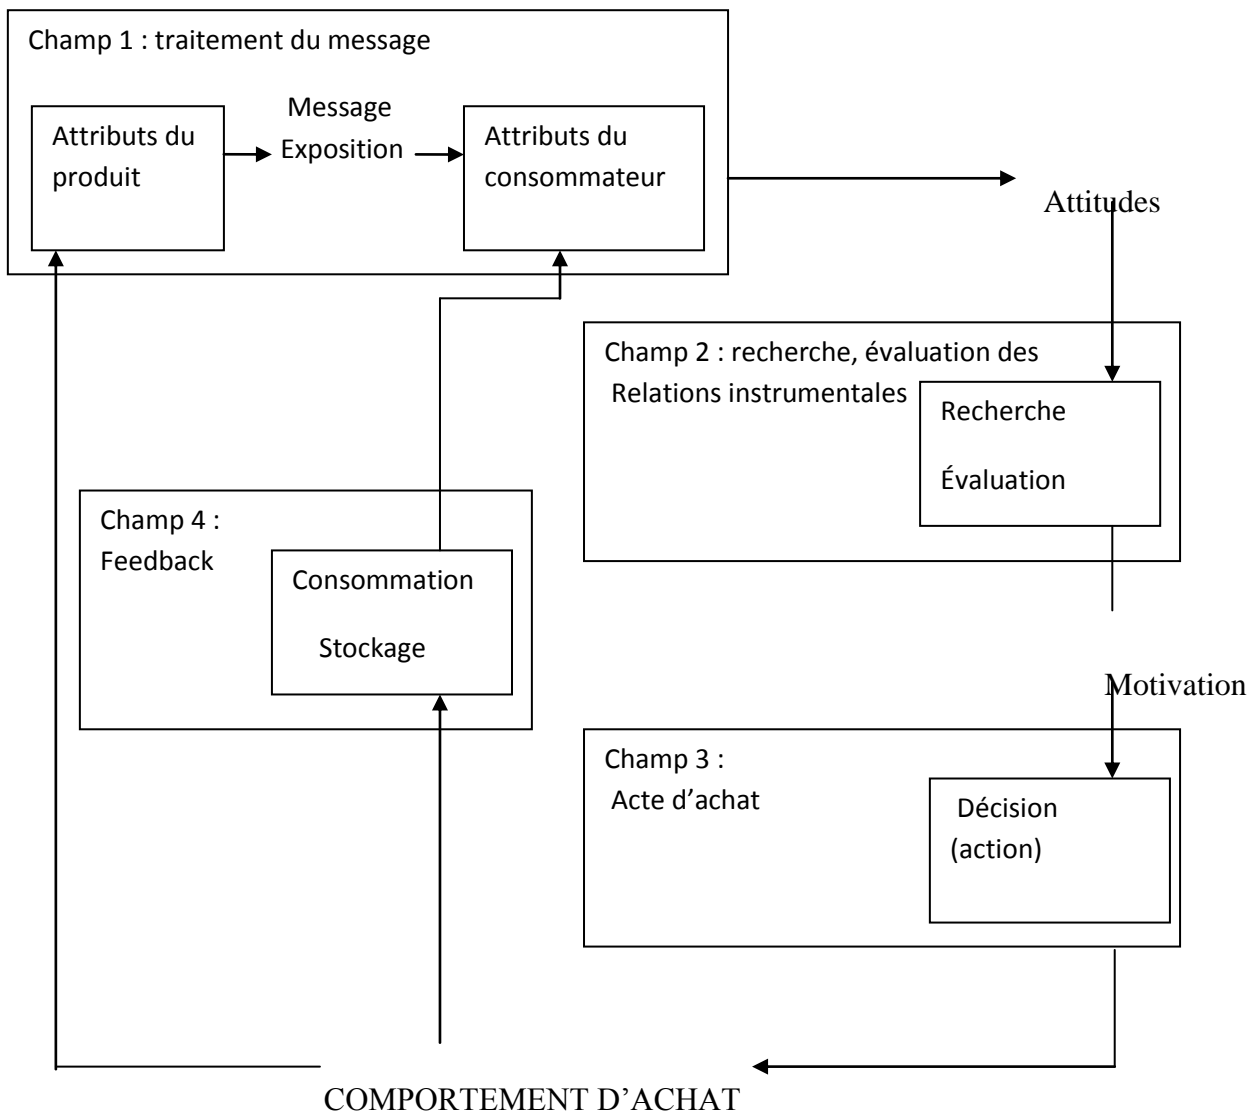 Champ 1 : traitement du message
Attributs du
produit
Message
Exposition
Attributs du
consommateur
Attitudes
Champ 2 : recherche, évaluation des
Relations instrumentales
Recherche
Évaluation
Champ 4 :
Feedback
Consommation
Stockage
Motivation
Champ 3 :
Acte d’achat
Décision
(action)
COMPORTEMENT D’ACHAT